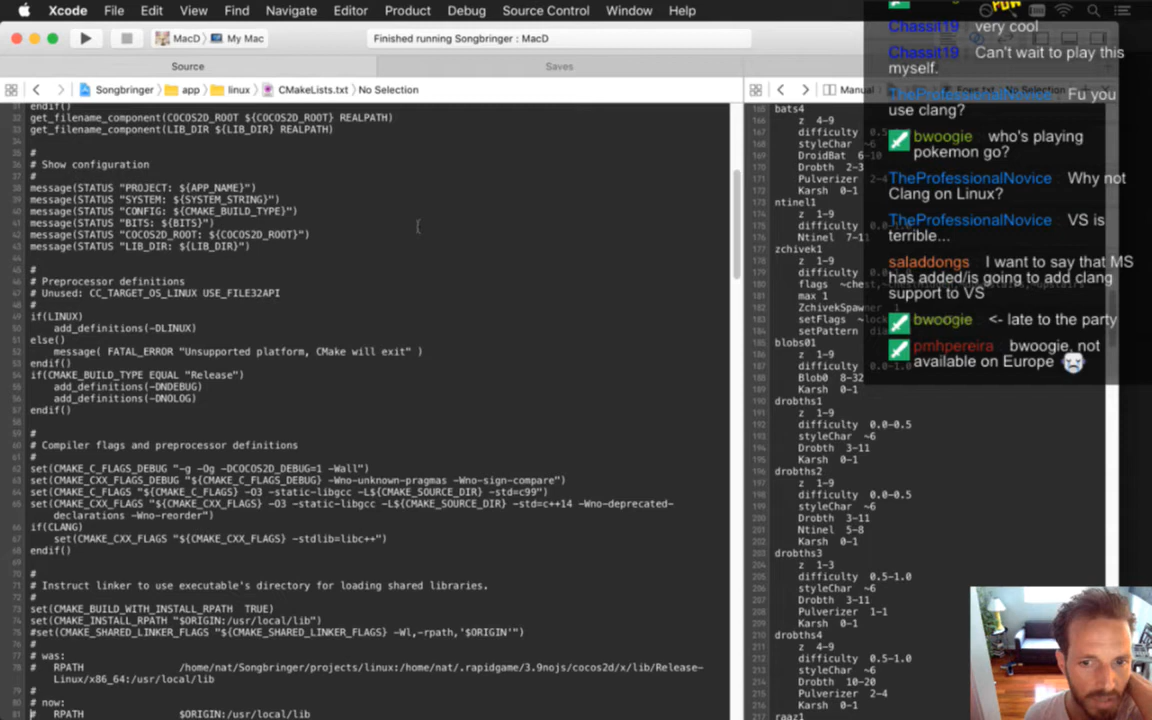 Xcode File Edit View Find Navigate Editor Product Debug Source Control Window Help
MacD My Mac
Finished running Songbringer : MacD
Source
Saves
Songbringer app linux CMakeLists.txt No Selection
endif()
get_filename_component(COCOS2D_ROOT ${COCOS2D_ROOT} REALPATH)
get_filename_component(LIB_DIR ${LIB_DIR} REALPATH)
#
# Show configuration
#
message(STATUS "PROJECT: ${APP_NAME}")
message(STATUS "SYSTEM: ${SYSTEM_STRING}")
message(STATUS "CONFIG: ${CMAKE_BUILD_TYPE}")
message(STATUS "BITS: ${BITS}")
message(STATUS "COCOS2D_ROOT: ${COCOS2D_ROOT}")
message(STATUS "LIB_DIR: ${LIB_DIR}")
#
# Preprocessor definitions
# Unused: CC_TARGET_OS_LINUX USE_FILE32API
#
if(LINUX)
add_definitions(-DLINUX)
else()
message( FATAL_ERROR "Unsupported platform, CMake will exit" )
endif()
if(CMAKE_BUILD_TYPE EQUAL "Release")
add_definitions(-DNDEBUG)
add_definitions(-DNOLOG)
endif()
#
# Compiler flags and preprocessor definitions
#
set(CMAKE_C_FLAGS_DEBUG "-g -Og -DCOCOS2D_DEBUG=1 -Wall")
set(CMAKE_CXX_FLAGS_DEBUG ${CMAKE_C_FLAGS_DEBUG} -Wno-unknown-pragmas -Wno-sign-compare")
set(CMAKE_C_FLAGS "${CMAKE_C_FLAGS} -O3 -static-libgcc -L${CMAKE_SOURCE_DIR} -std=c99")
set(CMAKE_CXX_FLAGS "${CMAKE_CXX_FLAGS} -O3 -static-libgcc -L${CMAKE_SOURCE_DIR} -std=c++14 -Wno-deprecated-
declarations -Wno-reorder")
if(CLANG)
set(CMAKE_CXX_FLAGS "${CMAKE_CXX_FLAGS} -stdlib=libc++")
endif()
#
# Instruct linker to use executable's directory for loading shared libraries.
#
set(CMAKE_BUILD_WITH_INSTALL_RPATH TRUE)
set(CMAKE_INSTALL_RPATH "$ORIGIN:/usr/local/lib")
#set(CMAKE_SHARED_LINKER_FLAGS "${CMAKE_SHARED_LINKER_FLAGS} -Wl,-rpath,'$ORIGIN'")
#
# was:
# RPATH /home/nat/Songbringer/projects/linux:/home/nat/.rapidgame/3.9nojs/cocos2d/x/lib/Release-
Linux/x86_64:/usr/local/lib
#
# now:
# RPATH $ORIGIN:/usr/local/lib
Manual
bats4
z 4-9
difficulty
styleChar ~6
DroidBat 6-10
Drobth 2-3
Pulverizer 2-4
Karsh 0-1
ntinel1
z 1-9
difficulty
styleChar ~6
Ntinel 7-11
zchivek1
z 1-9
difficulty
flags ~chest,
max 1
ZchivekSpawner 1
setFlags
setPattern
blobs01
z 1-9
difficulty 0.0-1.0
Blob0 8-32
Karsh 0-1
drobths1
z 1-9
difficulty 0.0-0.5
styleChar ~6
Drobth 3-11
Karsh 0-1
drobths2
z 1-9
difficulty 0.0-0.5
styleChar ~6
Drobth 3-11
Ntinel 5-8
Karsh 0-1
drobths3
z 1-3
difficulty 0.5-1.0
styleChar ~6
Drobth 3-11
Pulverizer 1-1
Karsh 0-1
drobths4
z 4-9
difficulty 0.5-1.0
styleChar ~6
Drobth 10-20
Pulverizer 2-4
Karsh 0-1
raaz1
Chassit19 very cool
Chassit19 Can't wait to play this
myself.
TheProfessionalNovice Fu you
use clang?
bwoogie who's playing
pokemon go?
TheProfessionalNovice Why not
Clang on Linux?
TheProfessionalNovice VS is
terrible...
saladdongs I want to say that MS
has added/is going to add clang
support to VS
bwoogie <- late to the party
pmhpereira bwoogie, not
available on Europe